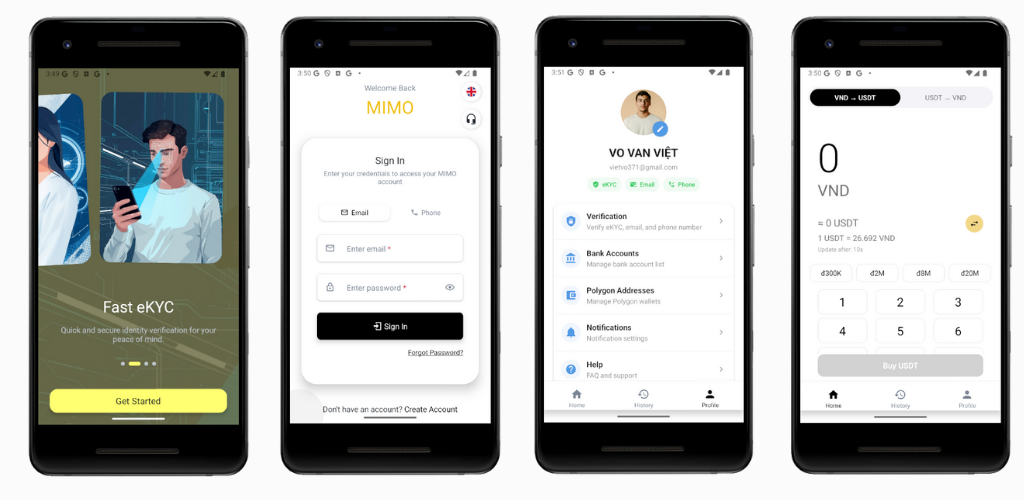 3:49
Fast eKYC
Quick and secure identity verification for your
peace of mind.
Get Started
3:50
Welcome Back
MIMO
Sign In
Enter your credentials to access your MIMO
account
Email
Phone
Enter email *
Enter password *
Sign In
Forgot Password?
Don't have an account? Create Account
3:51
VO VAN VIỆT
vietvo371@gmail.com
eKYC
Email
Phone
Verification
Verify eKYC, email, and phone number
Bank Accounts
Manage bank account list
Polygon Addresses
Manage Polygon wallets
Notifications
Notification settings
Help
FAQ and support
Home
History
Profile
3:50
VND → USDT
USDT → VND
0
VND
≈ 0 USDT
1 USDT = 26.692 VND
Update after: 19s
đ300K
đ2M
đ8M
đ20M
1
2
3
4
5
6
Buy USDT
Home
History
Profile